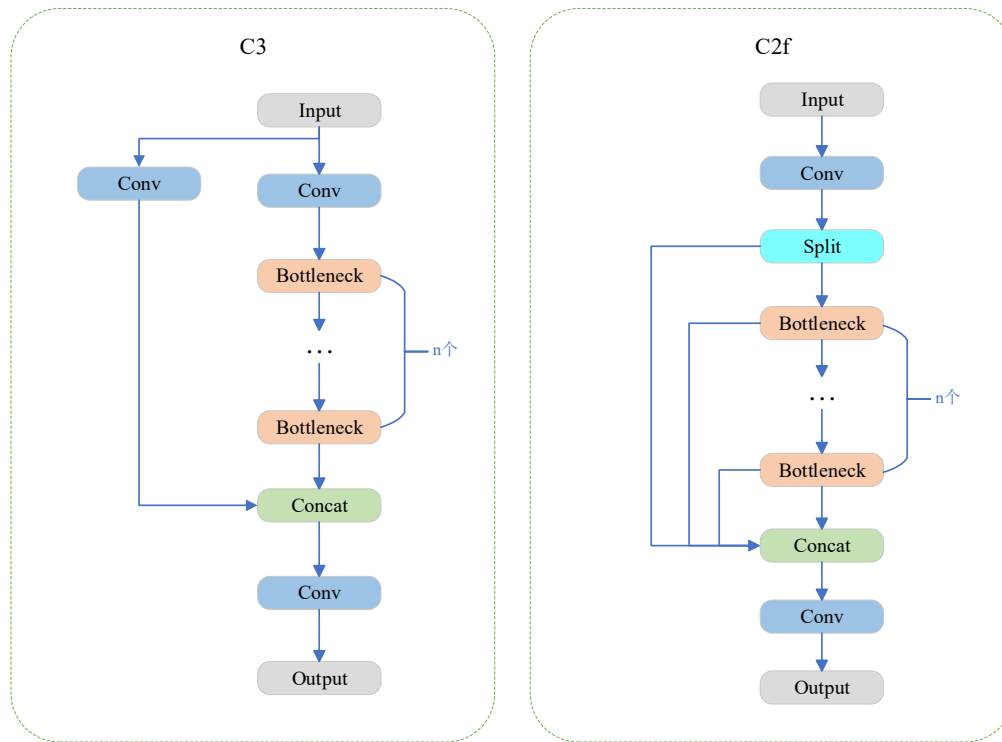 C3
Input
Conv
Conv
Bottleneck
...
n个
Bottleneck
Concat
Conv
Output
C2f
Input
Conv
Split
Bottleneck
...
n个
Bottleneck
Concat
Conv
Output